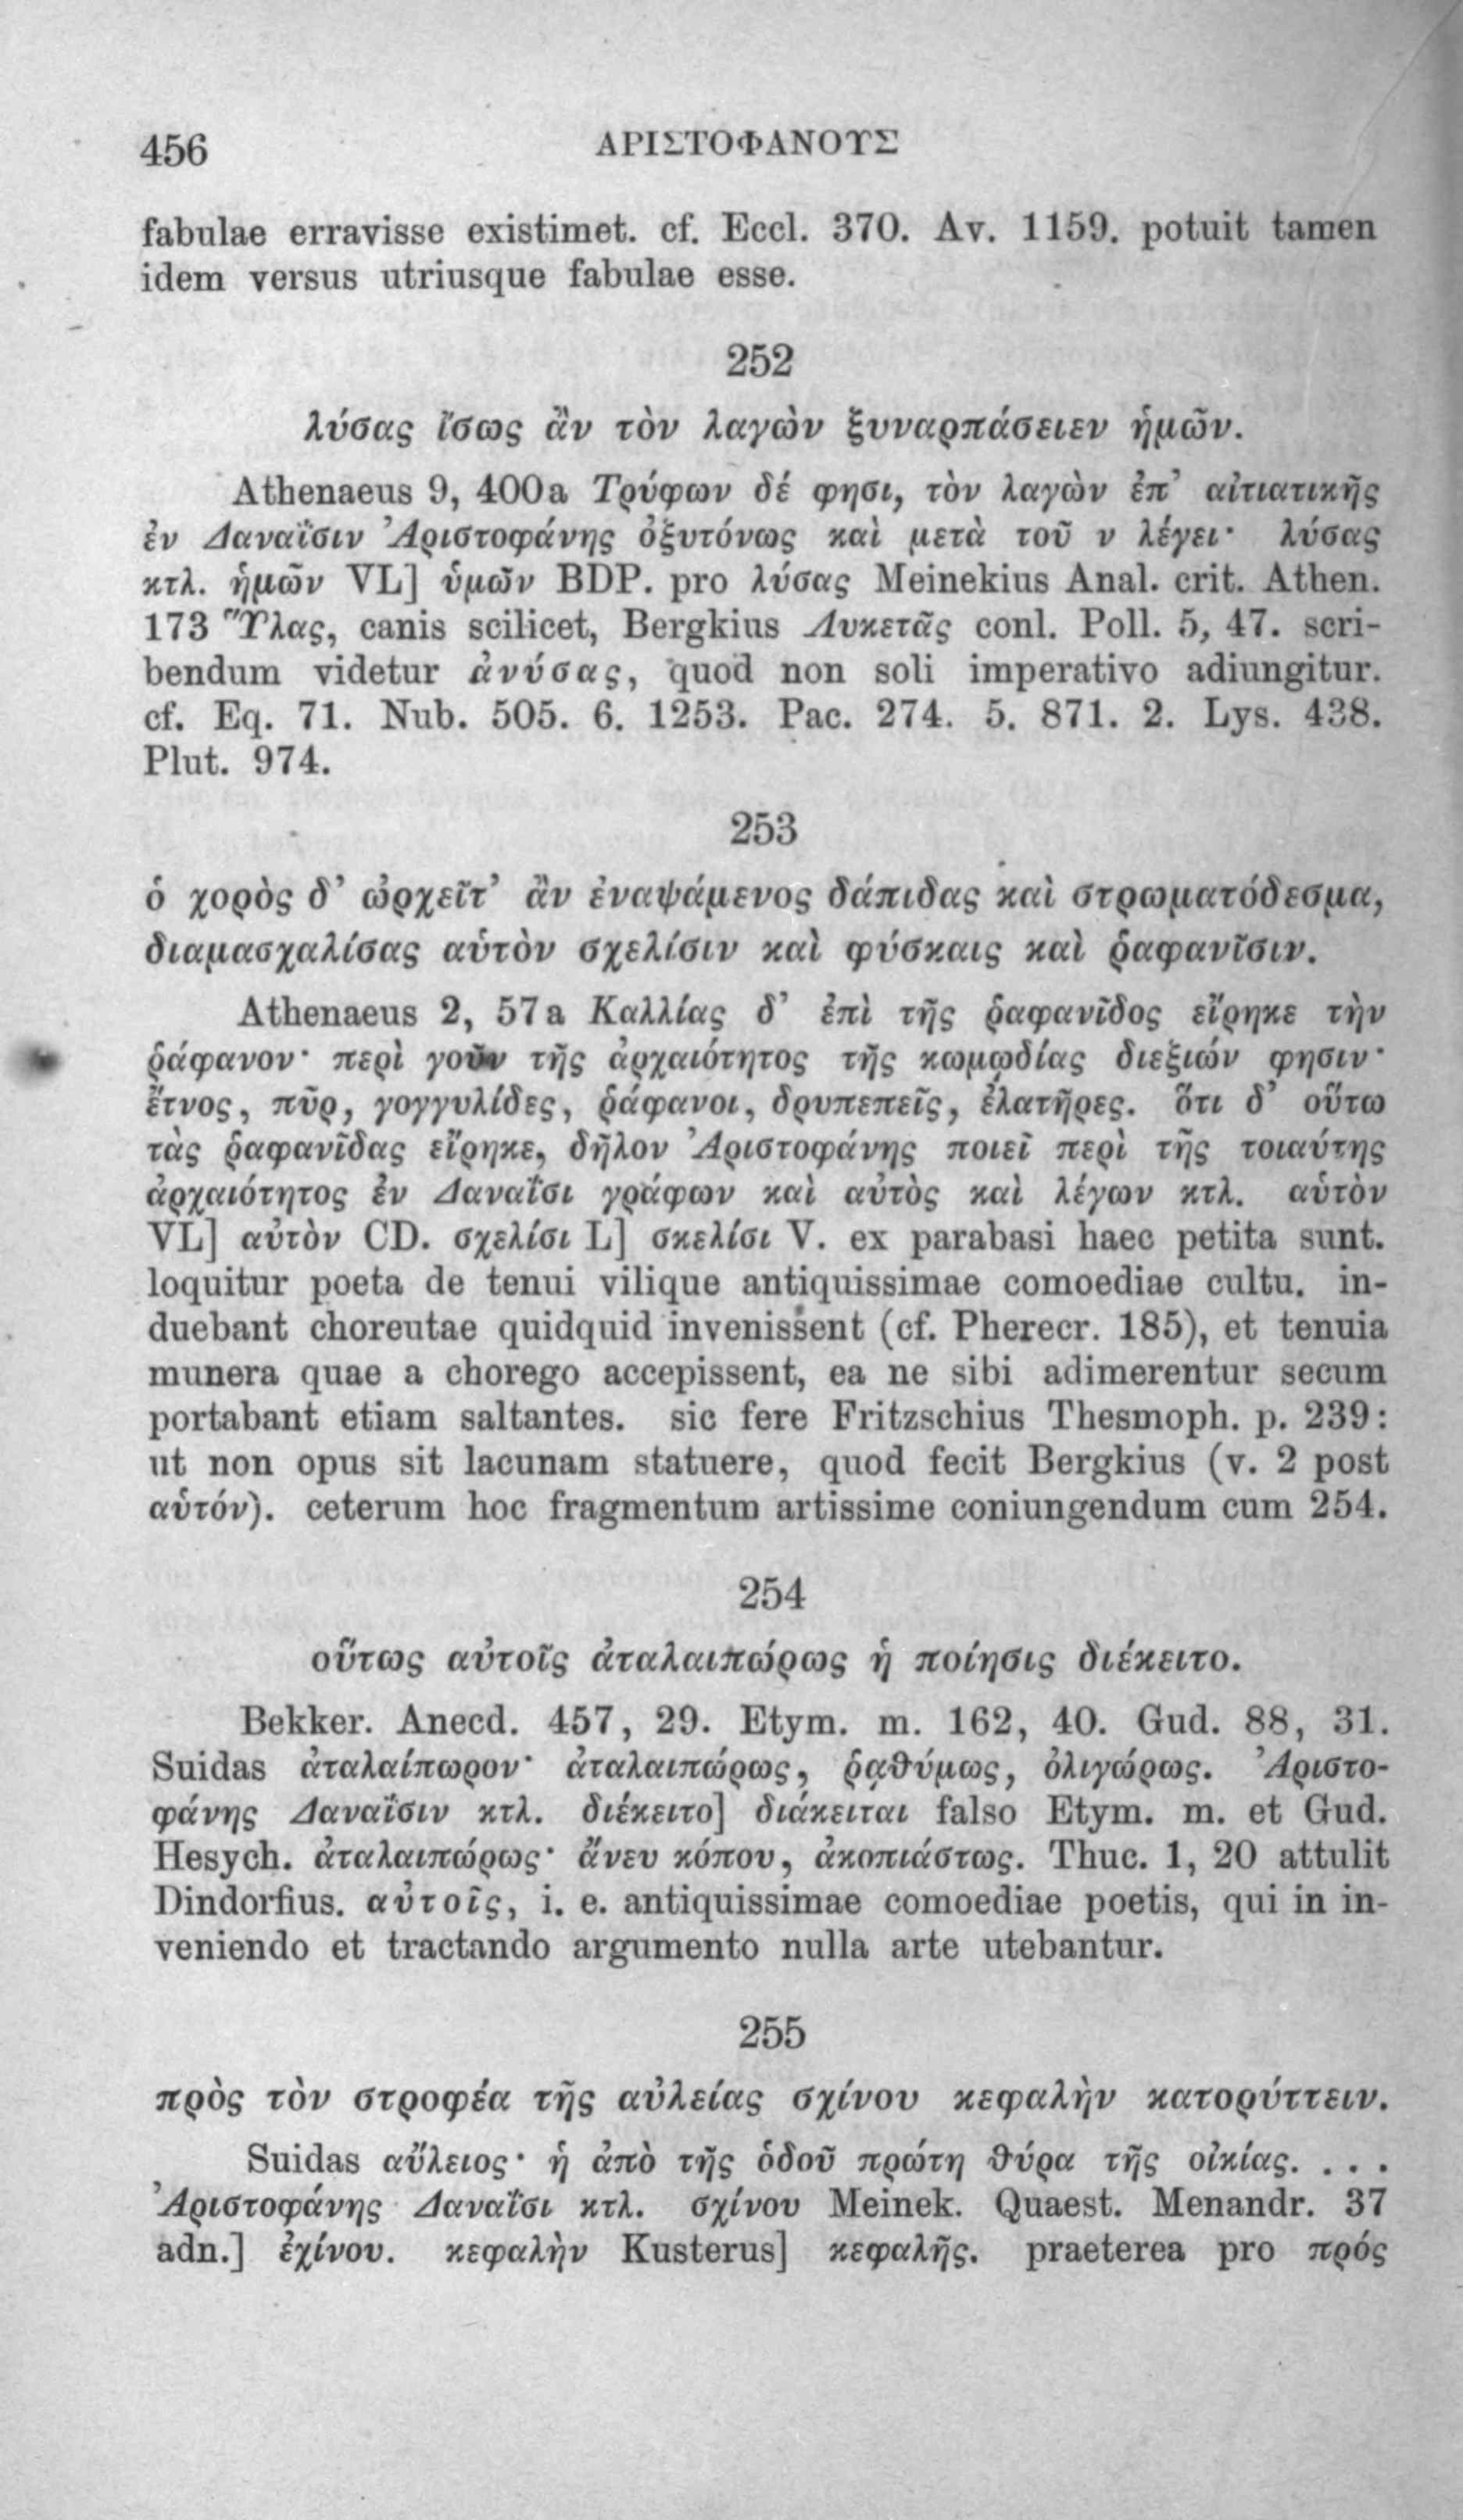 456
ΑΡΙΣΤΟΦΑΝΟΥΣ
fabulae erravisse existimet. cf. Eccl. 370. Av. 1159. potuit tamen
idem versus utriusque fabulae esse.
252
λύσας ἴσως ἂν τὸν λαγὼν ξυναρπάσειεν ἡμῶν.
Athenaeus 9, 400a Τρύφων δέ φησι, τὸν λαγὼν ἐπ’ αἰτιατικῆς
ἐν Δαναΐσιν Ἀριστοφάνης ὀξυτόνως καὶ μετὰ τοῦ ν λέγει· λύσας
κτλ. ἡμῶν VL] ὑμῶν BDP. pro λύσας Meinekius Anal. crit. Athen.
173 Ὕλας, canis scilicet, Bergkius Λυκετᾶς conl. Poll. 5, 47. scri-
bendum videtur ἁνύσας, quod non soli imperativo adiungitur.
cf. Eq. 71. Nub. 505. 6. 1253. Pac. 274. 5. 871. 2. Lys. 438.
Plut. 974.
253
ὁ χορὸς δ’ ὠρχεῖτ’ ἂν ἐναψάμενος δάπιδας καὶ στρωματόδεσμα,
διαμασχαλίσας αὑτὸν σχελίσιν καὶ φύσκαις καὶ ῥαφανῖσιν.
Athenaeus 2, 57a Καλλίας δ’ ἐπὶ τῆς ῥαφανῖδος εἴρηκε τὴν
ῥάφανον· περὶ γοῦν τῆς ἀρχαιότητος τῆς κωμῳδίας διεξιών φησιν·
ἔτνος, πῦρ, γογγυλίδες, ῥάφανοι, δρυπεπεῖς, ἐλατῆρες. ὅτι δ’ οὕτω
τὰς ῥαφανῖδας εἴρηκε, δῆλον Ἀριστοφάνης ποιεῖ περὶ τῆς τοιαύτης
ἀρχαιότητος ἐν Δαναΐσι γράφων καὶ αὐτὸς καὶ λέγων κτλ. αὑτὸν
VL] αὐτὸν CD. σχελίσι L] σκελίσι V. ex parabasi haec petita sunt.
loquitur poeta de tenui vilique antiquissimae comoediae cultu. in-
duebant choreutae quidquid invenissent (cf. Pherecr. 185), et tenuia
munera quae a chorego accepissent, ea ne sibi adimerentur secum
portabant etiam saltantes. sic fere Fritzschius Thesmoph. p. 239:
ut non opus sit lacunam statuere, quod fecit Bergkius (v. 2 post
αὑτόν). ceterum hoc fragmentum artissime coniungendum cum 254.
254
οὕτως αὐτοῖς ἀταλαιπώρως ἡ ποίησις διέκειτο.
Bekker. Anecd. 457, 29. Etym. m. 162, 40. Gud. 88, 31.
Suidas ἀταλαίπωρον· ἀταλαιπώρως, ῥᾳθύμως, ὀλιγώρως. Ἀριστο-
φάνης Δαναΐσιν κτλ. διέκειτο] διάκειται falso Etym. m. et Gud.
Hesych. ἀταλαιπώρως· ἄνευ κόπου, ἀκοπιάστως. Thuc. 1, 20 attulit
Dindorfius. αὐτοῖς, i. e. antiquissimae comoediae poetis, qui in in-
veniendo et tractando argumento nulla arte utebantur.
255
πρὸς τὸν στροφέα τῆς αὐλείας σχίνου κεφαλὴν κατορύττειν.
Suidas αὔλειος· ἡ ἀπὸ τῆς ὁδοῦ πρώτη θύρα τῆς οἰκίας. . . .
Ἀριστοφάνης Δαναΐσι κτλ. σχίνου Meinek. Quaest. Menandr. 37
adn.] ἐχίνου. κεφαλὴν Kusterus] κεφαλῆς. praeterea pro πρός